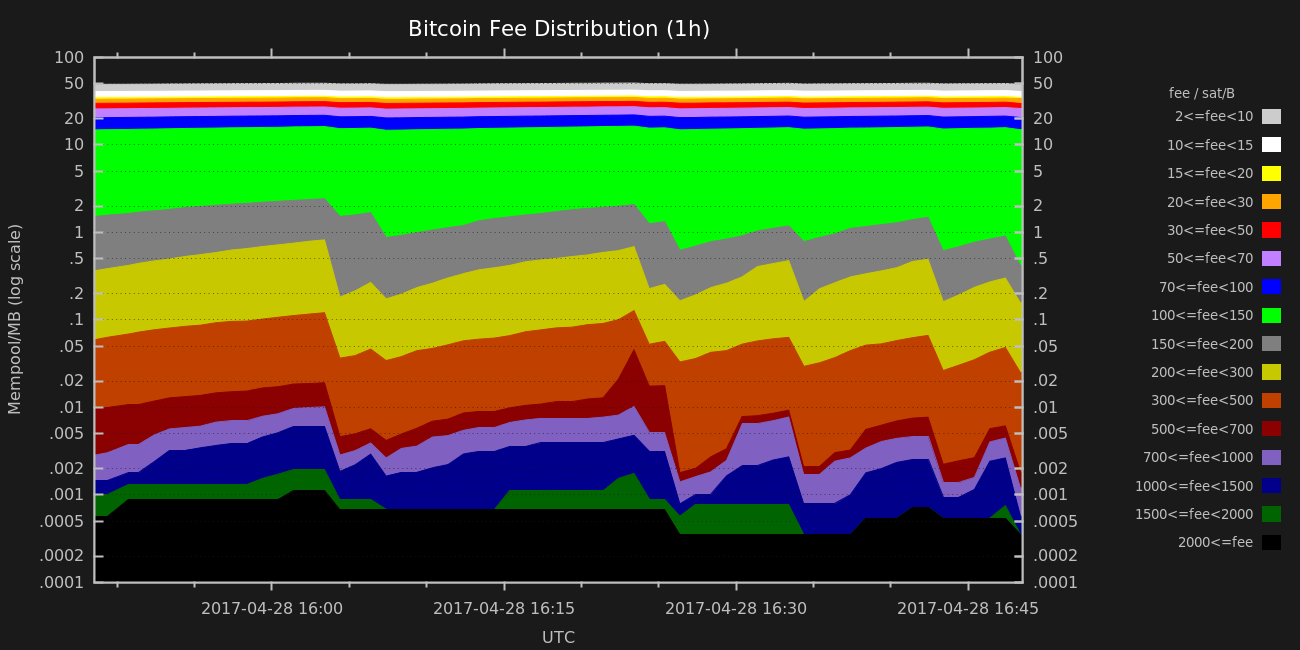 Bitcoin Fee Distribution (1h)
Mempool/MB (log scale)
100
50
20
10
5
2
1
.5
.2
.1
.05
.02
.01
.005
.002
.001
.0005
.0002
.0001
100
50
20
10
5
2
1
.5
.2
.1
.05
.02
.01
.005
.002
.001
.0005
.0002
.0001
2017-04-28 16:00 2017-04-28 16:15 2017-04-28 16:30 2017-04-28 16:45
UTC
fee / sat/B
2<=fee<10
10<=fee<15
15<=fee<20
20<=fee<30
30<=fee<50
50<=fee<70
70<=fee<100
100<=fee<150
150<=fee<200
200<=fee<300
300<=fee<500
500<=fee<700
700<=fee<1000
1000<=fee<1500
1500<=fee<2000
2000<=fee